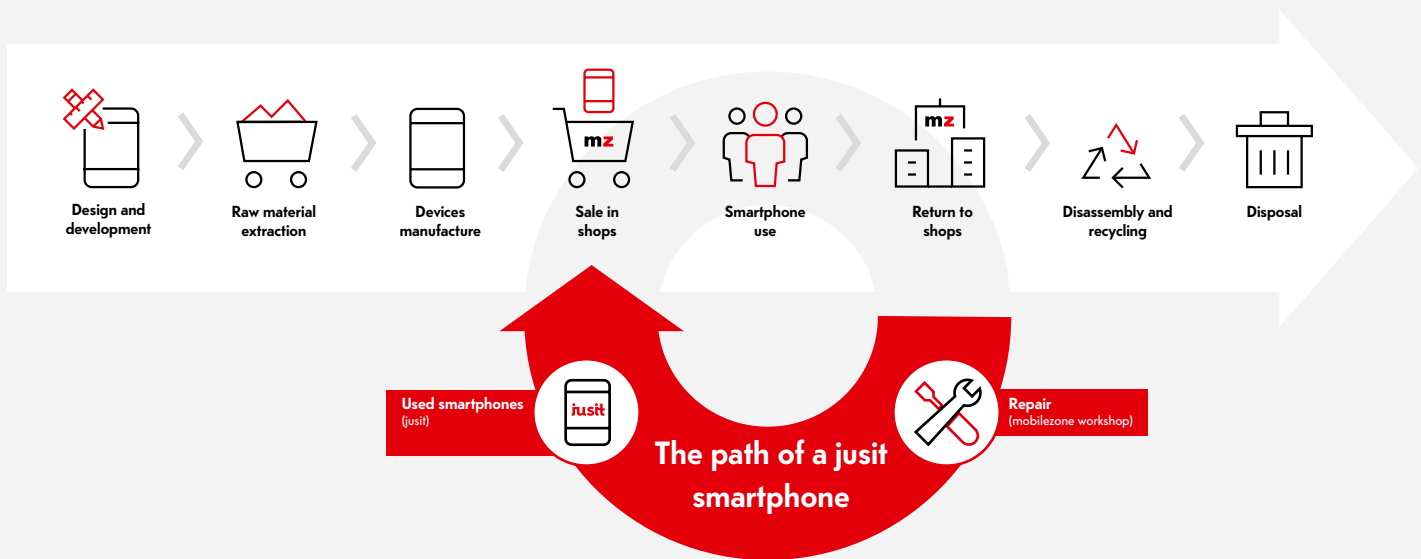 mz
mz
Design and
development
Raw material
extraction
Devices
manufacture
Sale in
shops
Smartphone
use
Return to
shops
Disassembly and
recycling
Disposal
Used smartphones
(jusit)
jusit
Repair
(mobilezone workshop)
The path of a jusit
smartphone